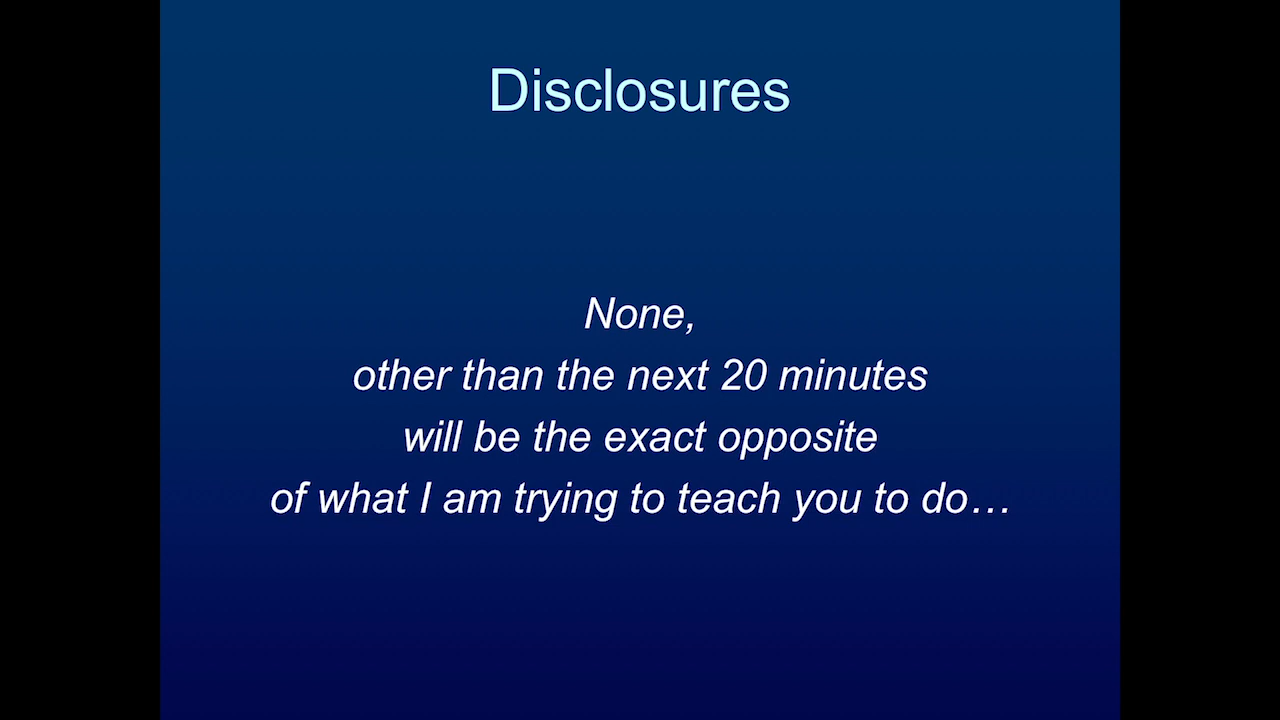 Disclosures
None,
other than the next 20 minutes
will be the exact opposite
of what I am trying to teach you to do…